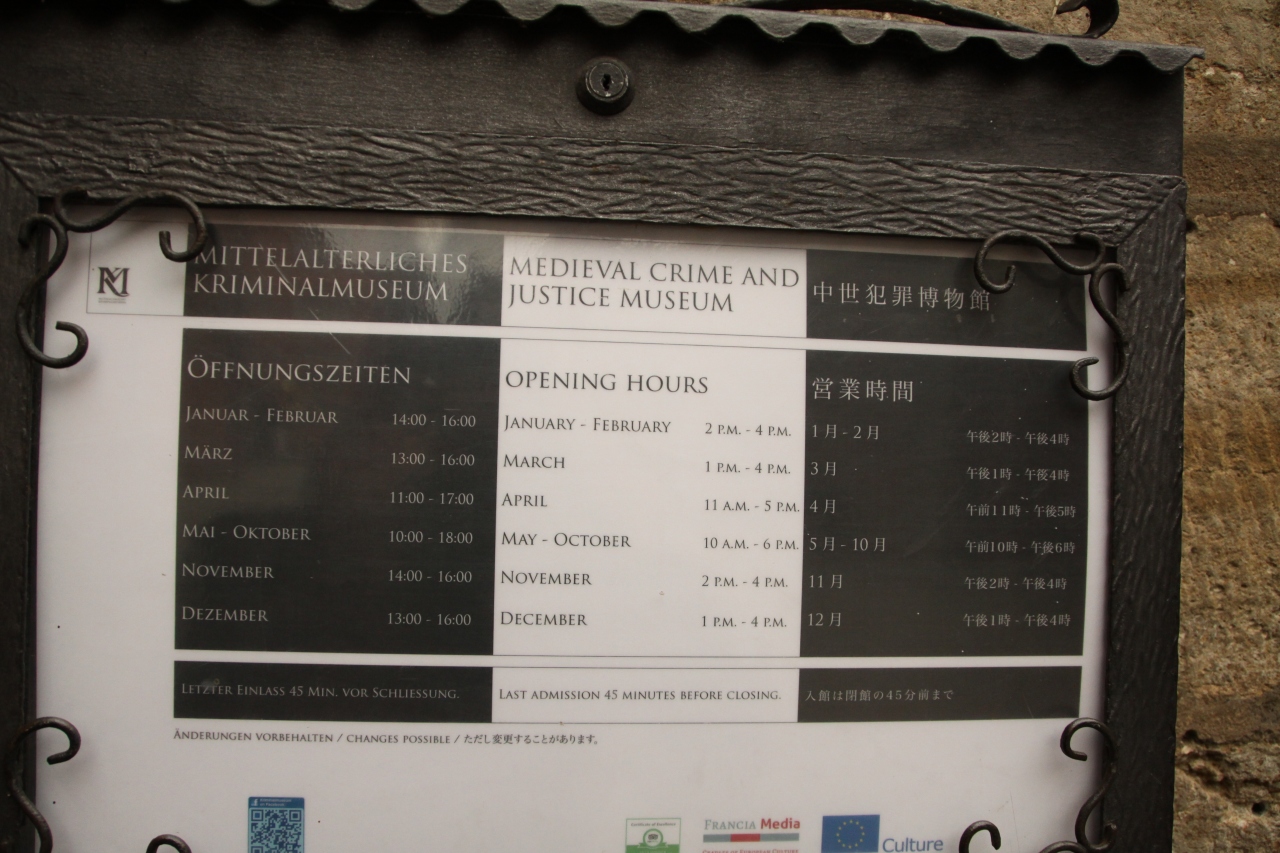 MITTELALTERLICHES
KRIMINALMUSEUM
MEDIEVAL CRIME AND
JUSTICE MUSEUM
中世犯罪博物館
ÖFFNUNGSZEITEN
JANUAR - FEBRUAR 14:00 - 16:00
MÄRZ 13:00 - 16:00
APRIL 11:00 - 17:00
MAI - OKTOBER 10:00 - 18:00
NOVEMBER 14:00 - 16:00
DEZEMBER 13:00 - 16:00
LETZTER EINLASS 45 MIN. VOR SCHLIESSUNG.
OPENING HOURS
JANUARY - FEBRUARY 2 P.M. - 4 P.M.
MARCH 1 P.M. - 4 P.M.
APRIL 11 A.M. - 5 P.M.
MAY - OCTOBER 10 A.M. - 6 P.M.
NOVEMBER 2 P.M. - 4 P.M.
DECEMBER 1 P.M. - 4 P.M.
LAST ADMISSION 45 MINUTES BEFORE CLOSING.
営業時間
1月 - 2月 午後2時 - 午後4時
3月 午後1時 - 午後4時
4月 午前11時 - 午後5時
5月 - 10月 午前10時 - 午後6時
11月 午後2時 - 午後4時
12月 午後1時 - 午後4時
入館は閉館の45分前まで
ÄNDERUNGEN VORBEHALTEN / CHANGES POSSIBLE / ただし変更することがあります。
Certificate of Excellence
FRANCIA Media
Culture